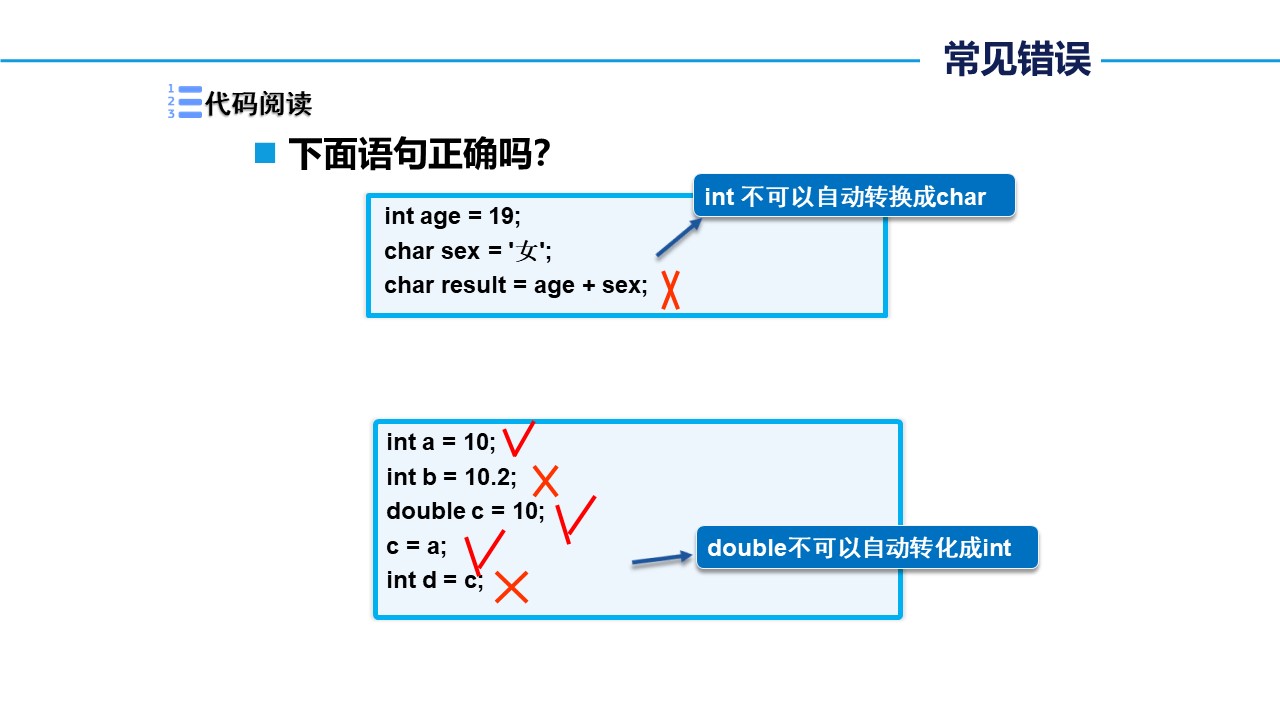 常见错误
1
2
3
代码阅读
下面语句正确吗?
int 不可以自动转换成char
int age = 19;
char sex = '女';
char result = age + sex;
int a = 10;
int b = 10.2;
double c = 10;
c = a;
double不可以自动转化成int
int d = c;